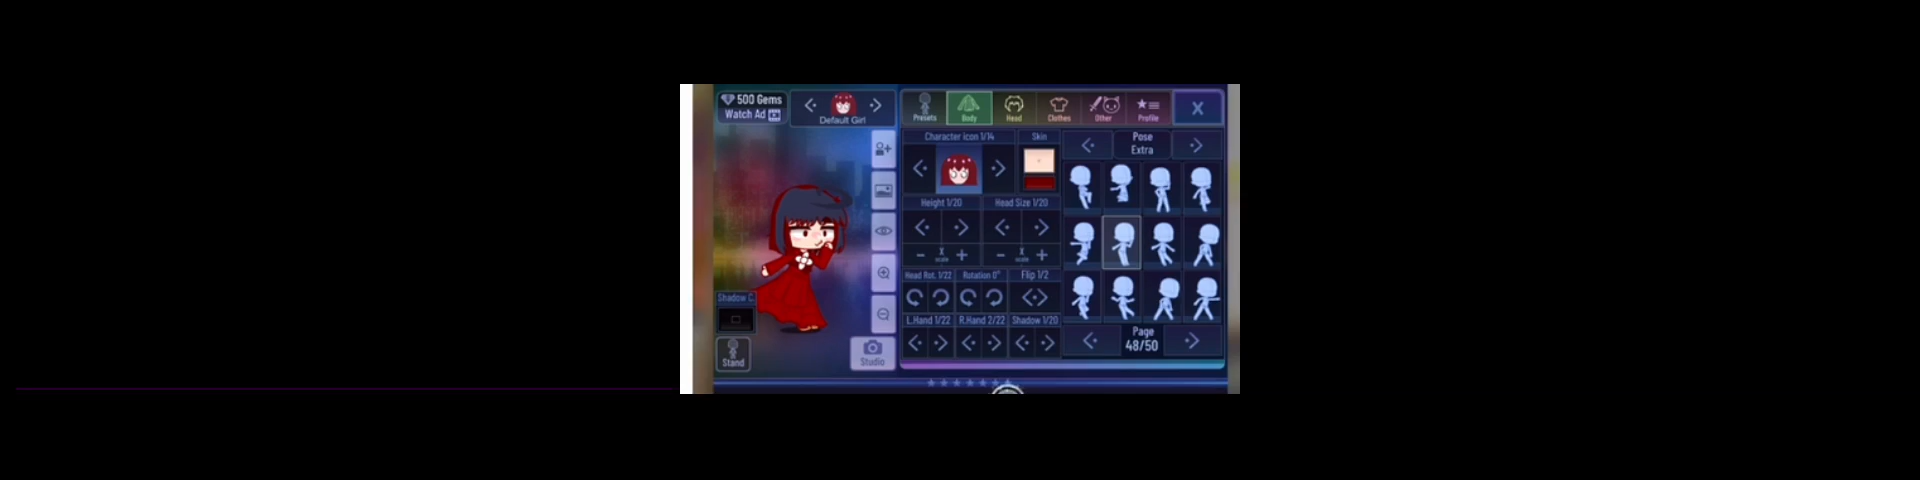 500 Gems
Watch Ad
Default Girl
Presets
Body
Head
Clothes
Other
Profile
X
Character icon 1/14
Skin
Pose
Extra
Height 1/20
Head Size 1/20
X
scale
X
scale
Head Rot. 1/22
Rotation 0°
Flip 1/2
Shadow C.
L.Hand 1/22
R.Hand 2/22
Shadow 1/20
Page
48/50
Stand
Studio